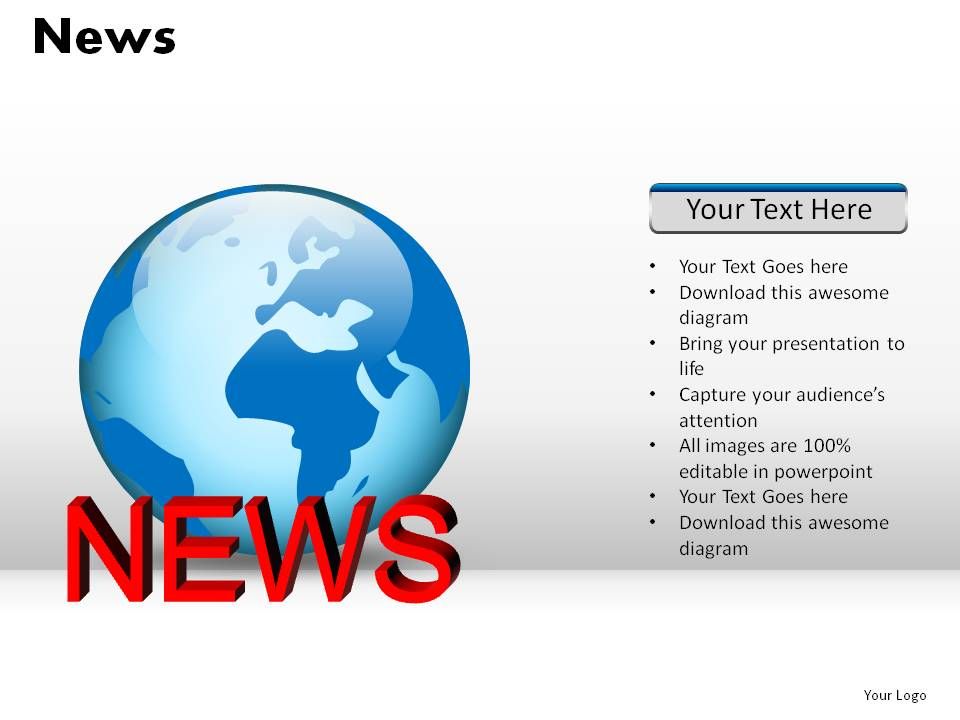 News
NEWS
Your Text Here
• Your Text Goes here
• Download this awesome
diagram
• Bring your presentation to
life
• Capture your audience’s
attention
• All images are 100%
editable in powerpoint
• Your Text Goes here
• Download this awesome
diagram
Your Logo